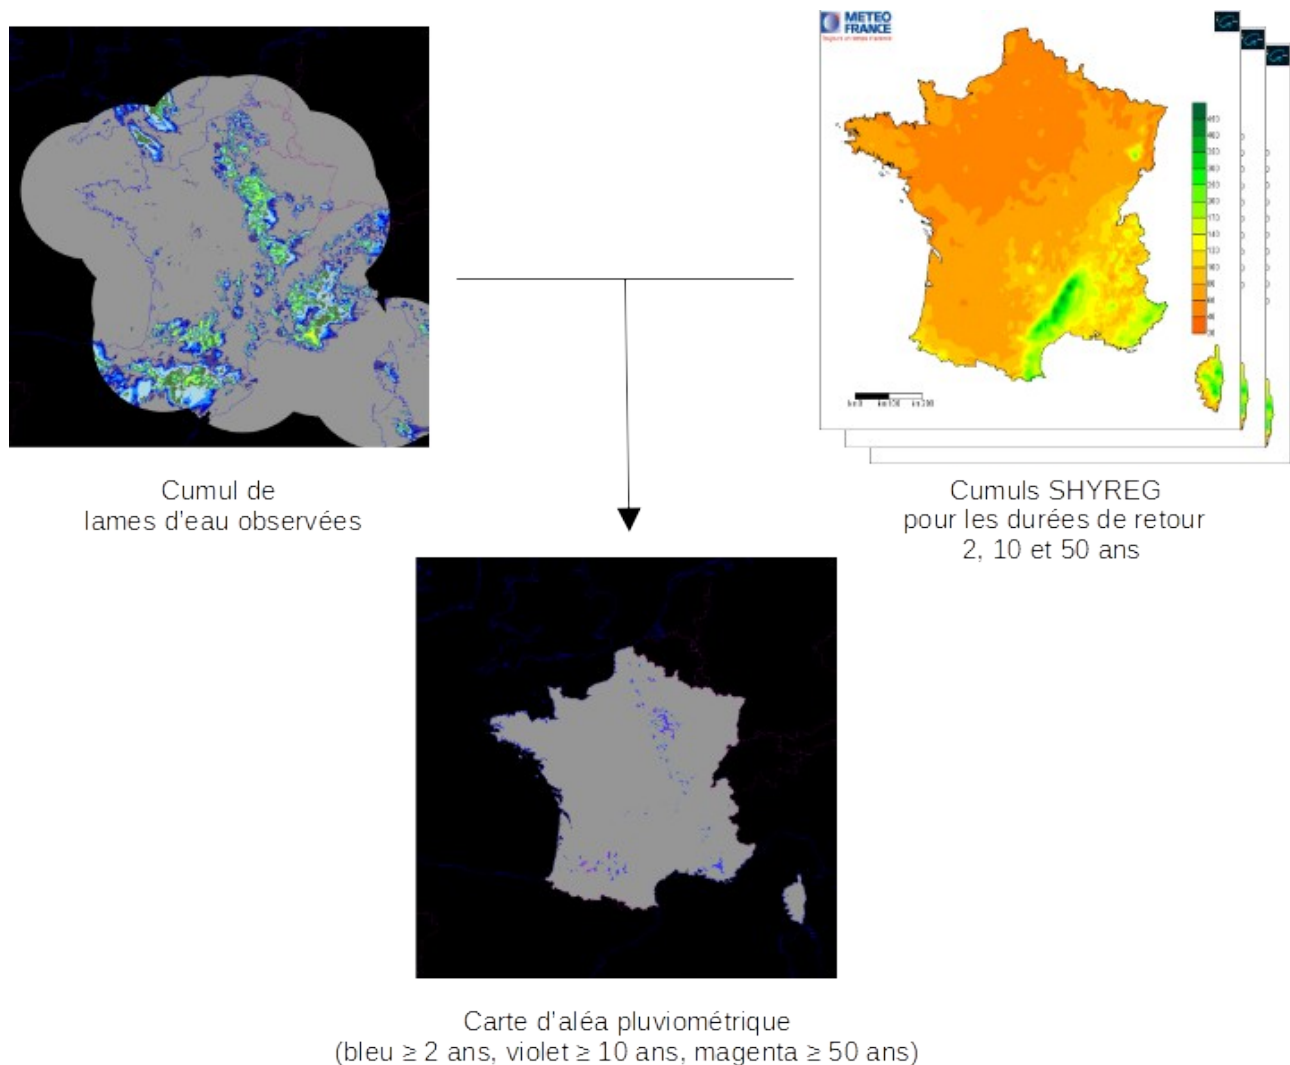 METEO
FRANCE
Cumul de
lames d'eau observées
Cumuls SHYREG
pour les durées de retour
2, 10 et 50 ans
Carte d'aléa pluviométrique
(bleu ≥ 2 ans, violet ≥ 10 ans, magenta ≥ 50 ans)